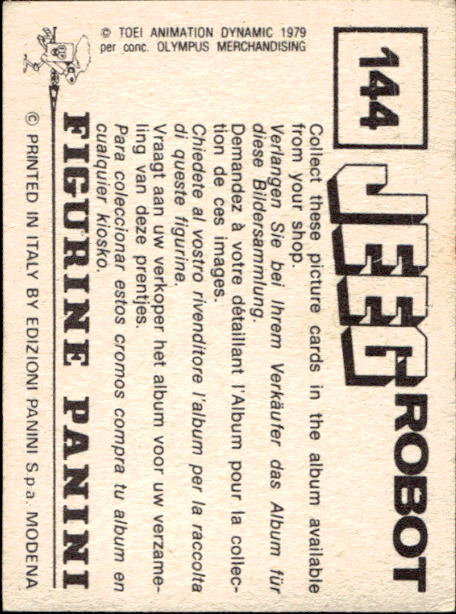 144
JEEG ROBOT
© TOEI ANIMATION DYNAMIC 1979
per conc. OLYMPUS MERCHANDISING
Collect these picture cards in the album available
from your shop.
Verlangen Sie bei Ihrem Verkäufer das Album für
diese Bildersammlung.
Demandez à votre détaillant l'Album pour la collec-
tion de ces images.
Chiedete al vostro rivenditore l'album per la raccolta
di queste figurine.
Vraagt aan uw verkoper het album voor uw verzame-
ling van deze prentjes.
Para coleccionar estos cromos compra tu album en
cualquier kiosko.
FIGURINE PANINI
© PRINTED IN ITALY BY EDIZIONI PANINI S.p.a. MODENA